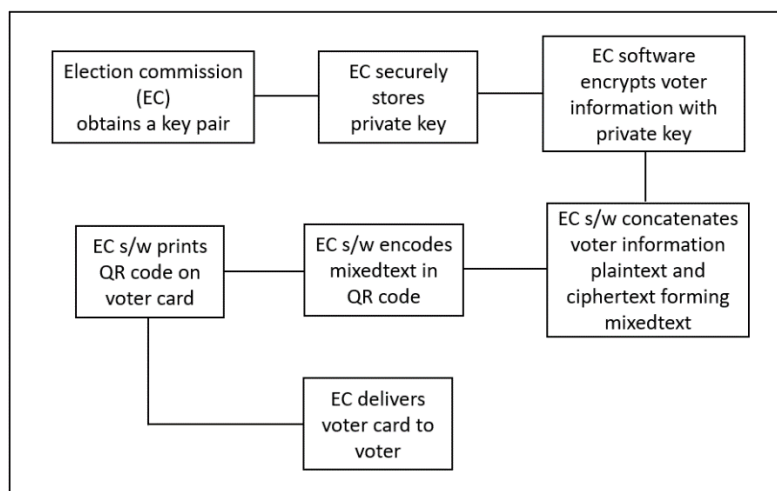 Election commission
(EC)
obtains a key pair
EC securely
stores
private key
EC software
encrypts voter
information with
private key
EC s/w concatenates
voter information
plaintext and
ciphertext forming
mixedtext
EC s/w encodes
mixedtext in
QR code
EC s/w prints
QR code on
voter card
EC delivers
voter card to
voter